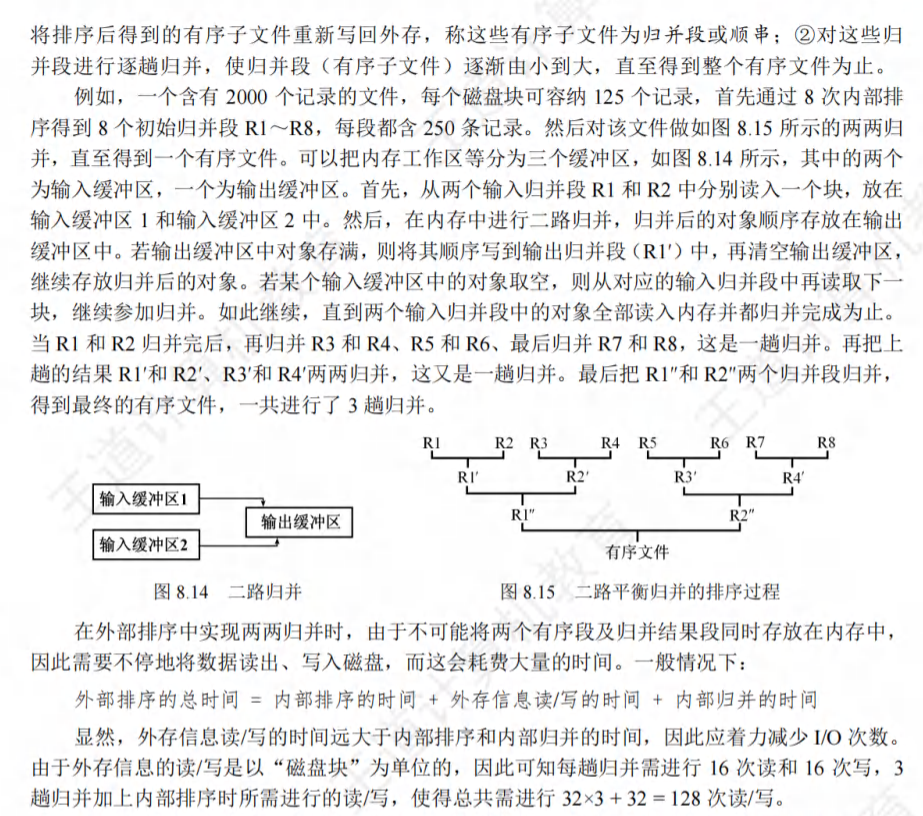 将排序后得到的有序子文件重新写回外存，称这些有序子文件为归并段或顺串；②对这些归
并段进行逐趟归并，使归并段（有序子文件）逐渐由小到大，直至得到整个有序文件为止。
例如，一个含有 2000 个记录的文件，每个磁盘块可容纳 125 个记录，首先通过 8 次内部排
序得到 8 个初始归并段 R1～R8，每段都含 250 条记录。然后对该文件做如图 8.15 所示的两两归
并，直至得到一个有序文件。可以把内存工作区等分为三个缓冲区，如图 8.14 所示，其中的两个
为输入缓冲区，一个为输出缓冲区。首先，从两个输入归并段 R1 和 R2 中分别读入一个块，放在
输入缓冲区 1 和输入缓冲区 2 中。然后，在内存中进行二路归并，归并后的对象顺序存放在输出
缓冲区中。若输出缓冲区中对象存满，则将其顺序写到输出归并段（R1′）中，再清空输出缓冲区，
继续存放归并后的对象。若某个输入缓冲区中的对象取空，则从对应的输入归并段中再读取下一
块，继续参加归并。如此继续，直到两个输入归并段中的对象全部读入内存并都归并完成为止。
当 R1 和 R2 归并完后，再归并 R3 和 R4、R5 和 R6、最后归并 R7 和 R8，这是一趟归并。再把上
趟的结果 R1′和 R2′、R3′和 R4′两两归并，这又是一趟归并。最后把 R1″和 R2″两个归并段归并，
得到最终的有序文件，一共进行了 3 趟归并。
输入缓冲区1
输入缓冲区2
输出缓冲区
图 8.14 二路归并
R1 R2 R3 R4 R5 R6 R7 R8
R1′ R2′ R3′ R4′
R1″ R2″
有序文件
图 8.15 二路平衡归并的排序过程
在外部排序中实现两两归并时，由于不可能将两个有序段及归并结果段同时存放在内存中，
因此需要不停地将数据读出、写入磁盘，而这会耗费大量的时间。一般情况下：
外部排序的总时间 = 内部排序的时间 + 外存信息读/写的时间 + 内部归并的时间
显然，外存信息读/写的时间远大于内部排序和内部归并的时间，因此应着力减少 I/O 次数。
由于外存信息的读/写是以“磁盘块”为单位的，因此可知每趟归并需进行 16 次读和 16 次写，3
趟归并加上内部排序时所需进行的读/写，使得总共需进行 32×3 + 32 = 128 次读/写。
王道计算机教育